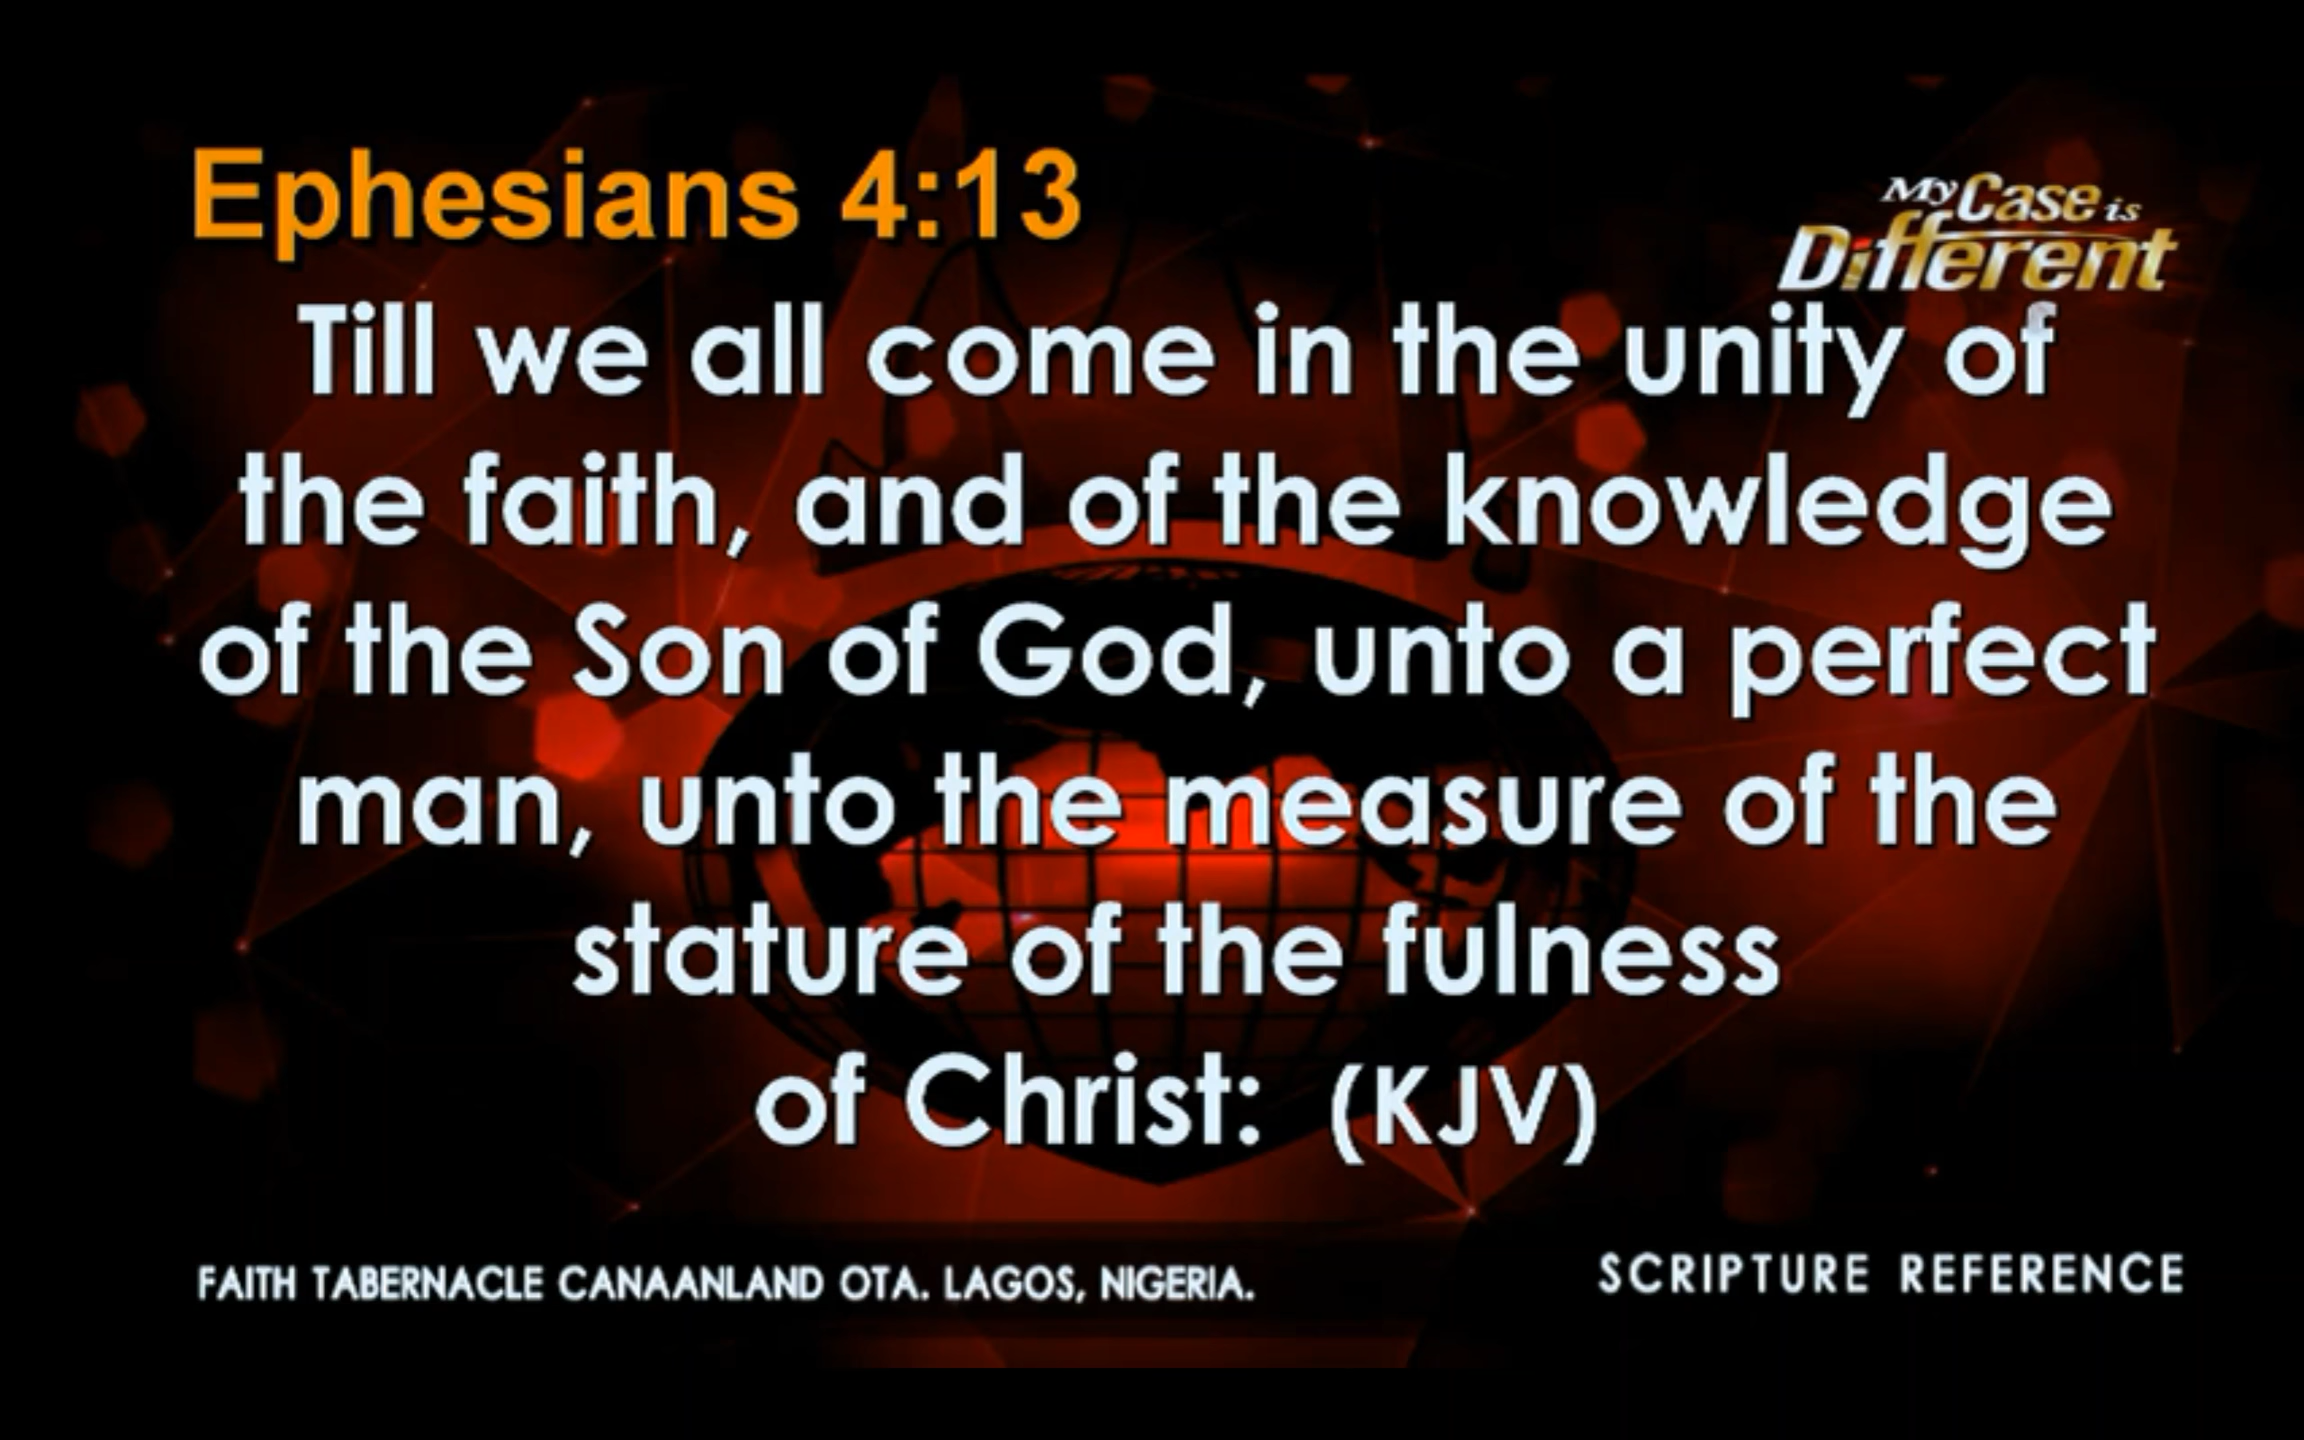 Ephesians 4:13
My Case is
Different
Till we all come in the unity of
the faith, and of the knowledge
of the Son of God, unto a perfect
man, unto the measure of the
stature of the fulness
of Christ: (KJV)
FAITH TABERNACLE CANAANLAND OTA. LAGOS, NIGERIA.
SCRIPTURE REFERENCE